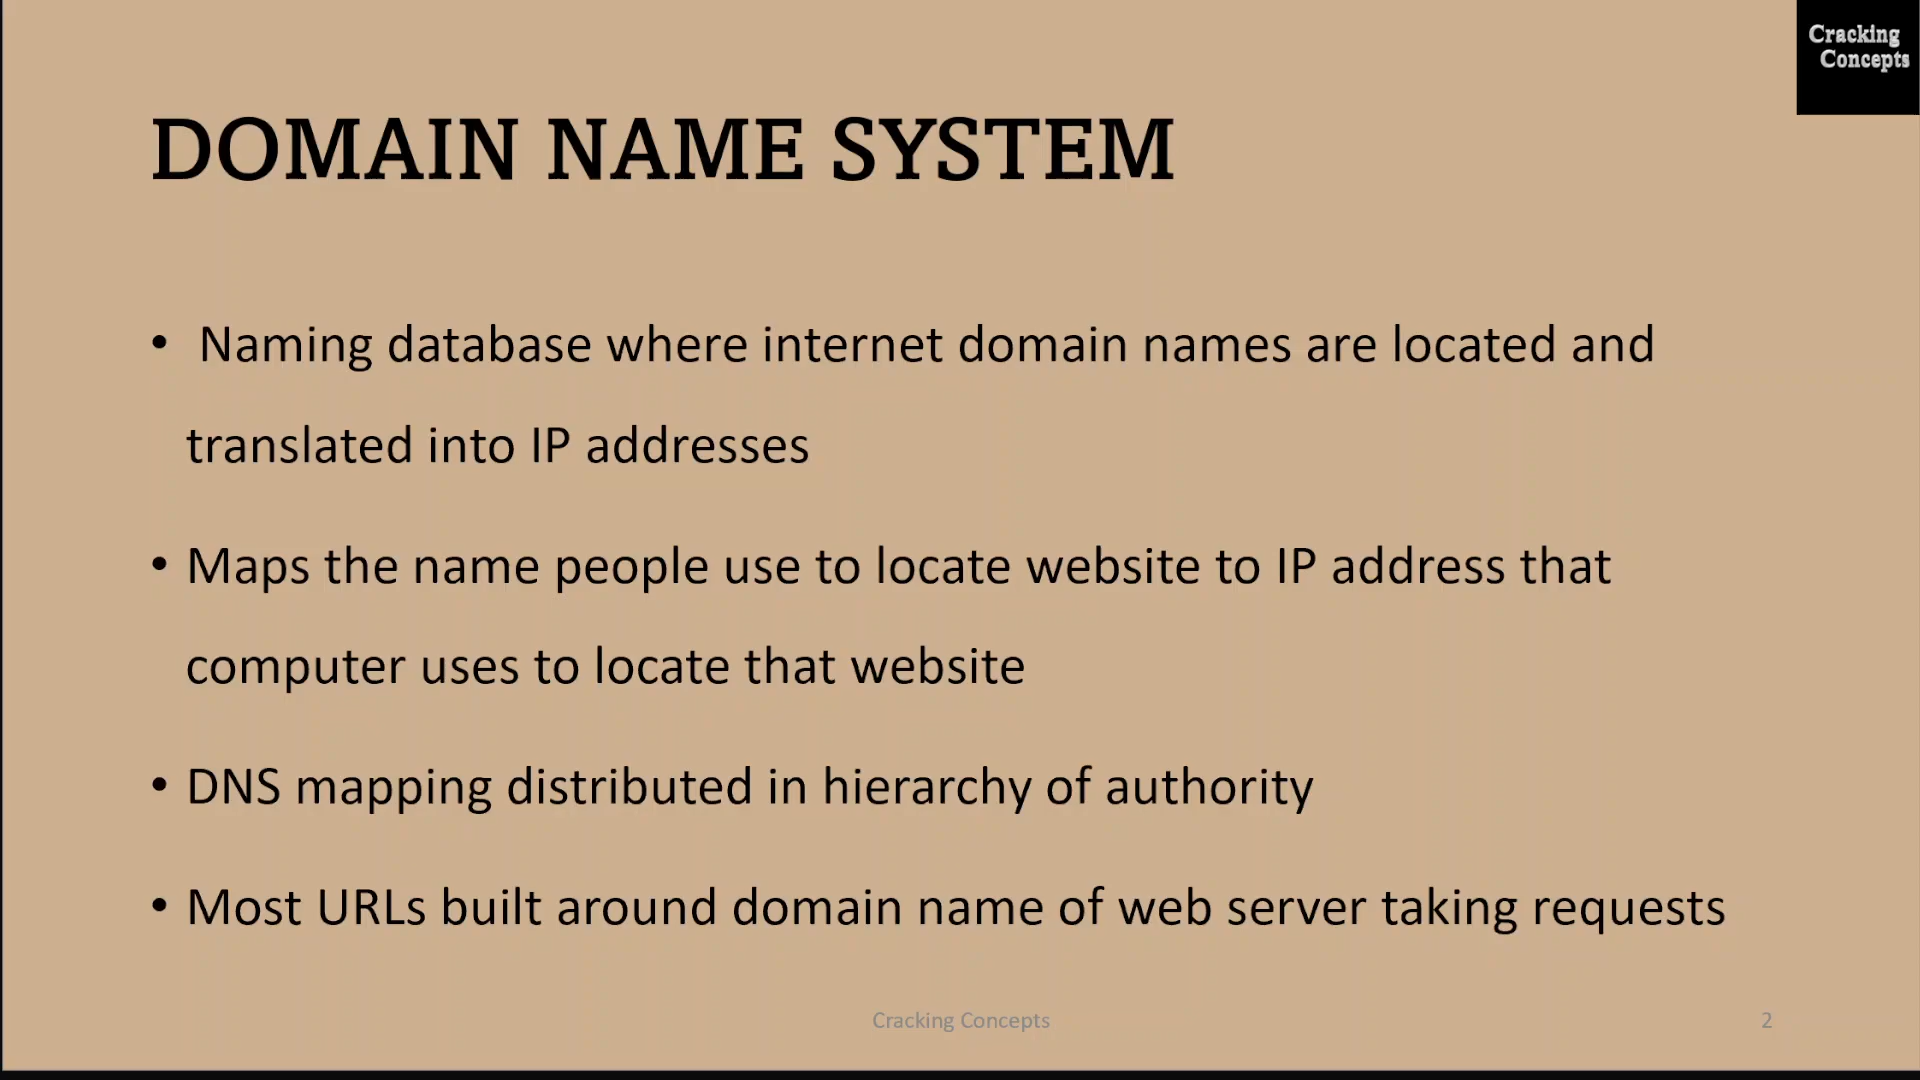 Cracking
Concepts
DOMAIN NAME SYSTEM
• Naming database where internet domain names are located and
translated into IP addresses
• Maps the name people use to locate website to IP address that
computer uses to locate that website
• DNS mapping distributed in hierarchy of authority
• Most URLs built around domain name of web server taking requests
Cracking Concepts
2